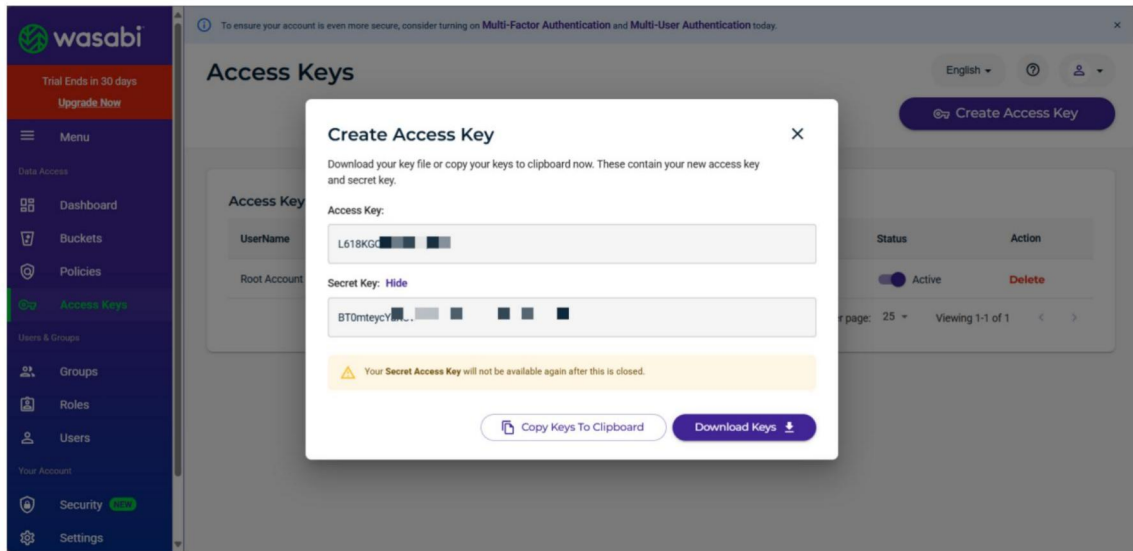 wasabi
Trial Ends in 30 days
Upgrade Now
Menu
Data Access
Dashboard
Buckets
Policies
Access Keys
Users & Groups
Groups
Roles
Users
Your Account
Security NEW
Settings
To ensure your account is even more secure, consider turning on Multi-Factor Authentication and Multi-User Authentication today.
Access Keys
English
Create Access Key
Access Key
UserName
Status
Action
Root Account
Active
Delete
page: 25
Viewing 1-1 of 1
Create Access Key
Download your key file or copy your keys to clipboard now. These contain your new access key
and secret key.
Access Key:
L618KG
Secret Key: Hide
BT0mteycY
Your Secret Access Key will not be available again after this is closed.
Copy Keys To Clipboard
Download Keys